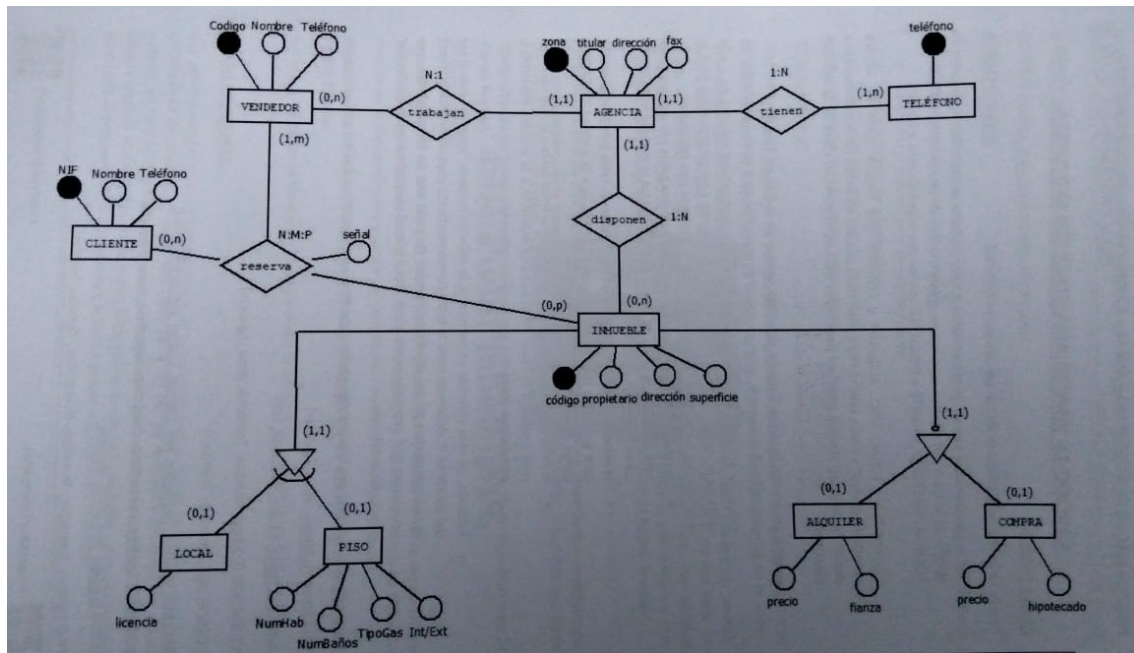 Codigo Nombre Teléfono
zona titular dirección fax
teléfono
N:1
1:N
VENDEDOR
(0,n)
trabajan
(1,1)
AGENCIA
(1,1)
tienen
(1,n)
TELÉFONO
(1,m)
(1,1)
NIF Nombre Teléfono
disponen
1:N
CLIENTE
(0,n)
N:M:P
señal
reserva
(0,p)
(0,n)
INMUEBLE
código propietario dirección superficie
(1,1)
(1,1)
(0,1)
(0,1)
LOCAL
PISO
licencia
NumHab
NumBaños
TipoGas
Int/Ext
(0,1)
(0,1)
ALQUILER
COMPRA
precio
fianza
precio
hipotecado